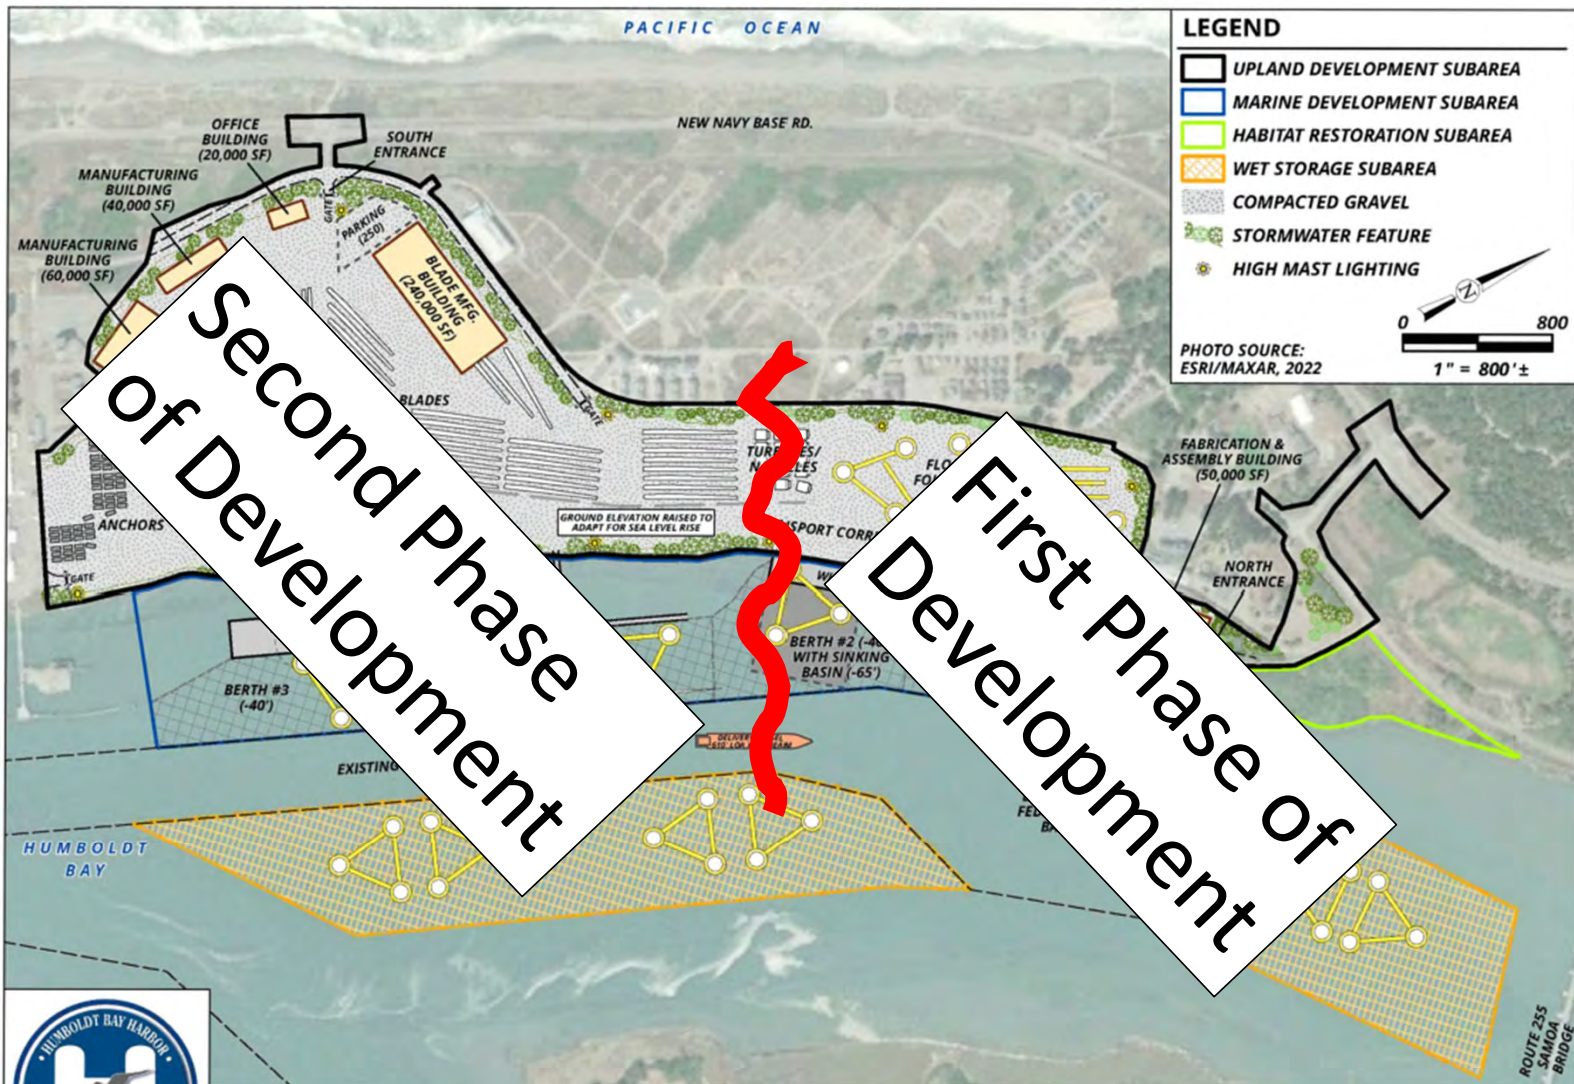 PACIFIC OCEAN
LEGEND
UPLAND DEVELOPMENT SUBAREA
MARINE DEVELOPMENT SUBAREA
HABITAT RESTORATION SUBAREA
WET STORAGE SUBAREA
COMPACTED GRAVEL
STORMWATER FEATURE
HIGH MAST LIGHTING
N
0 800
1" = 800'±
PHOTO SOURCE:
ESRI/MAXAR, 2022
NEW NAVY BASE RD.
OFFICE
BUILDING
(20,000 SF)
SOUTH
ENTRANCE
MANUFACTURING
BUILDING
(40,000 SF)
GATE
PARKING
(250)
MANUFACTURING
BUILDING
(60,000 SF)
BLADE MFG.
BUILDING
(240,000 SF)
Second Phase
of Development
BLADES
GATE
ANCHORS
GATE
GROUND ELEVATION RAISED TO
ADAPT FOR SEA LEVEL RISE
First Phase of
Development
FABRICATION &
ASSEMBLY BUILDING
(50,000 SF)
NORTH
ENTRANCE
BERTH #3
(-40')
BERTH #2
WITH SINKING
BASIN (-65')
EXISTING
HUMBOLDT
BAY
HUMBOLDT BAY HARBOR
ROUTE 255
SAMOA
BRIDGE